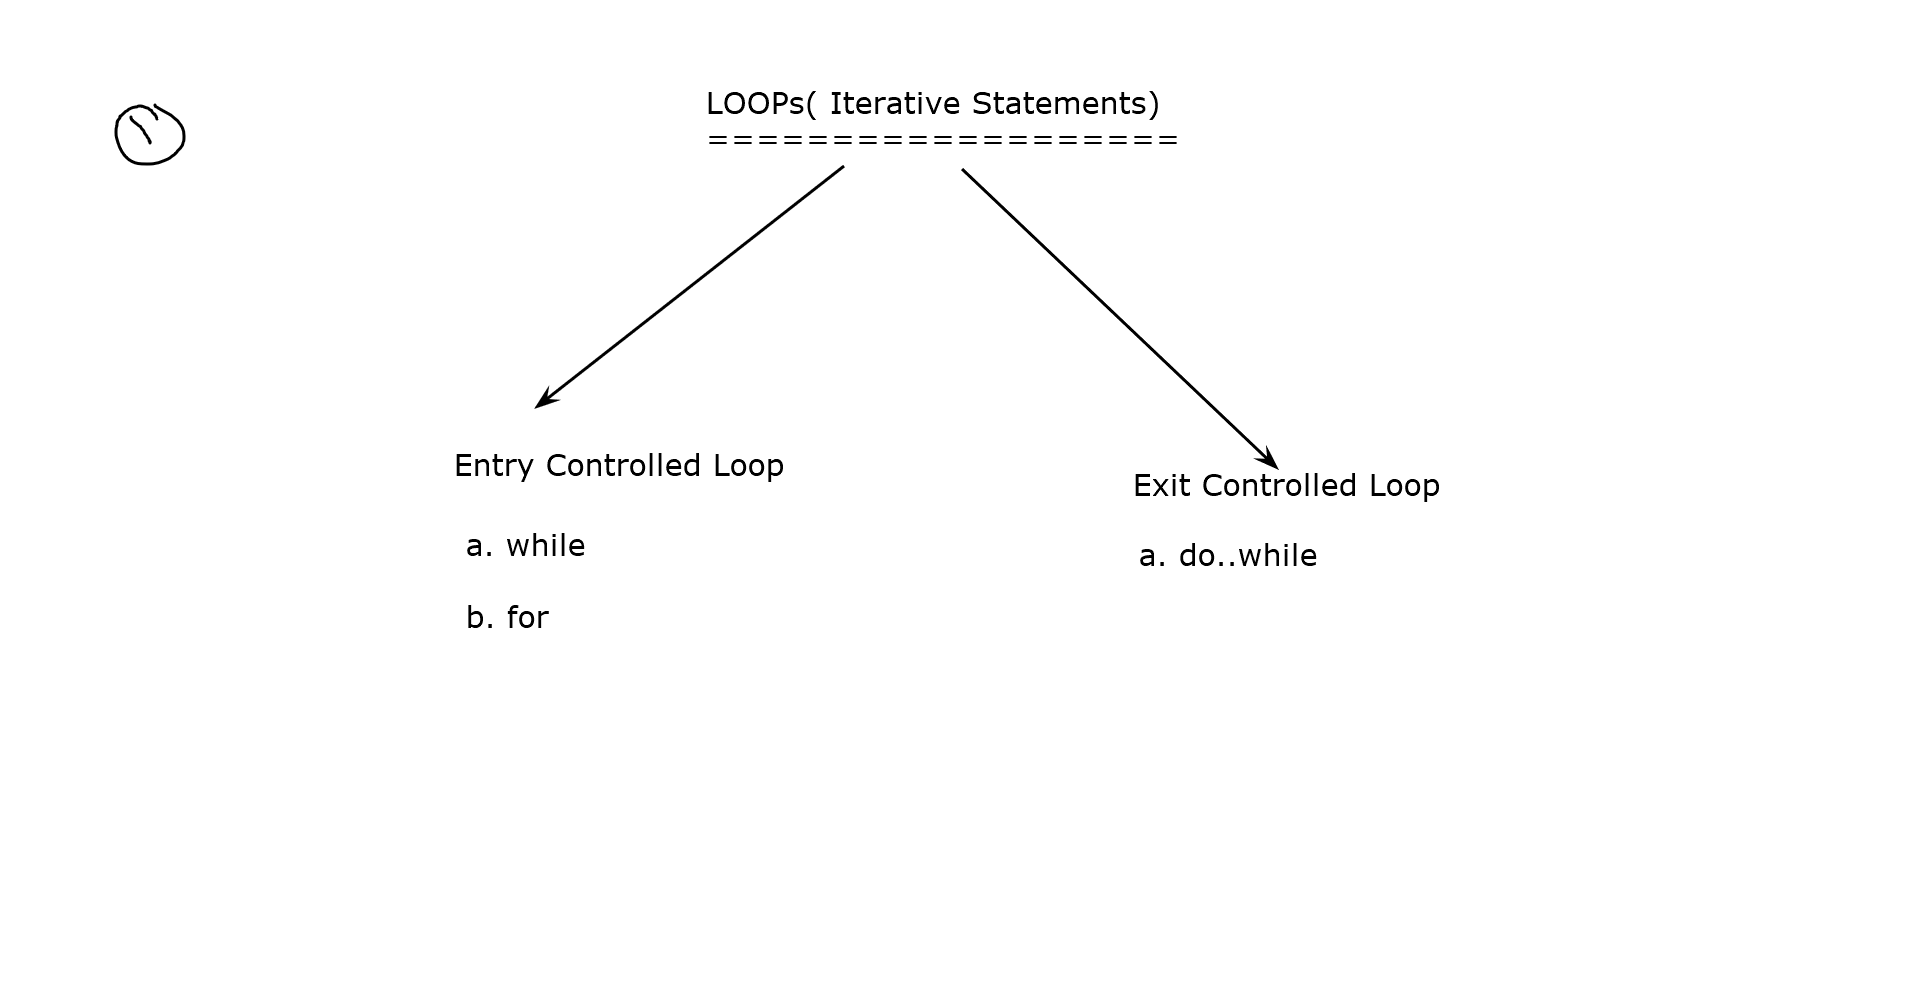 LOOPs( Iterative Statements)
===================
Entry Controlled Loop
a. while
b. for
Exit Controlled Loop
a. do..while